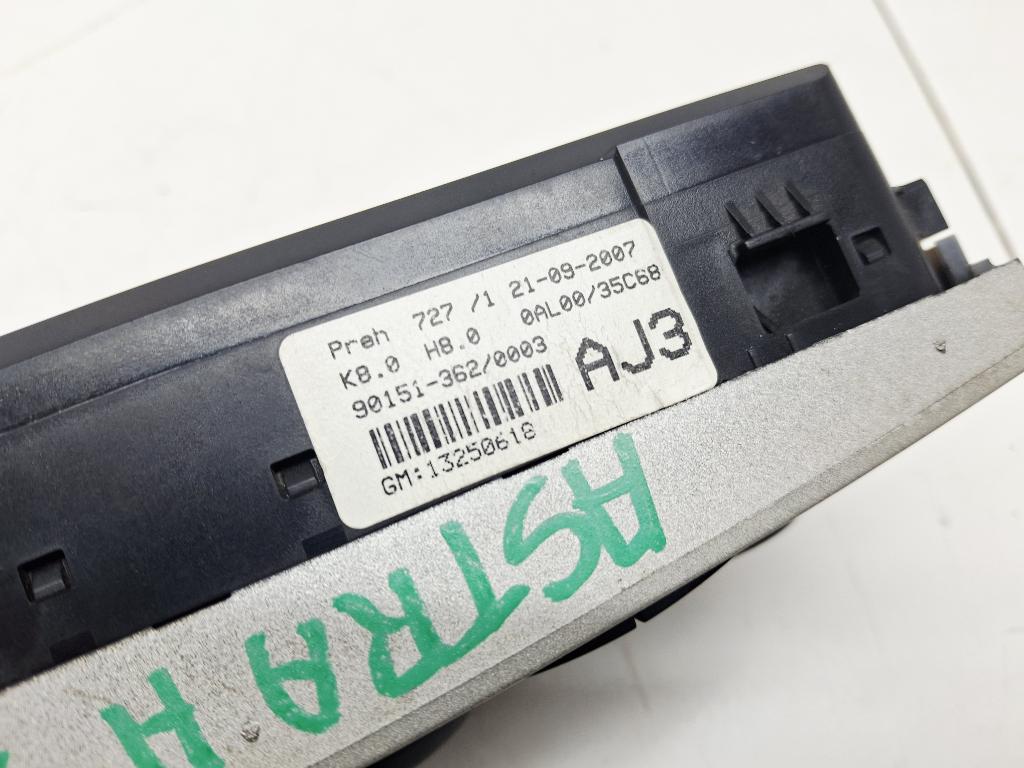 Preh 727 /1 21-09-2007
K8.0 H8.0 0AL00/35C68
90151-362/0003
AJ3
GM:13250618
ASTRA H